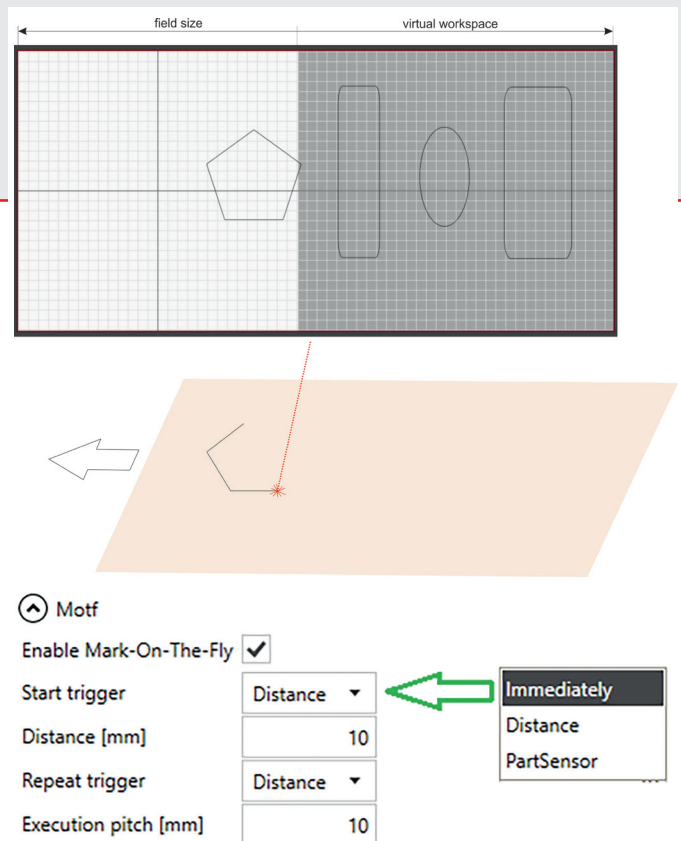 field size
virtual workspace
Motf
Enable Mark-On-The-Fly
Start trigger
Distance
Immediately
Distance
PartSensor
Distance [mm]
10
Repeat trigger
Distance
Execution pitch [mm]
10